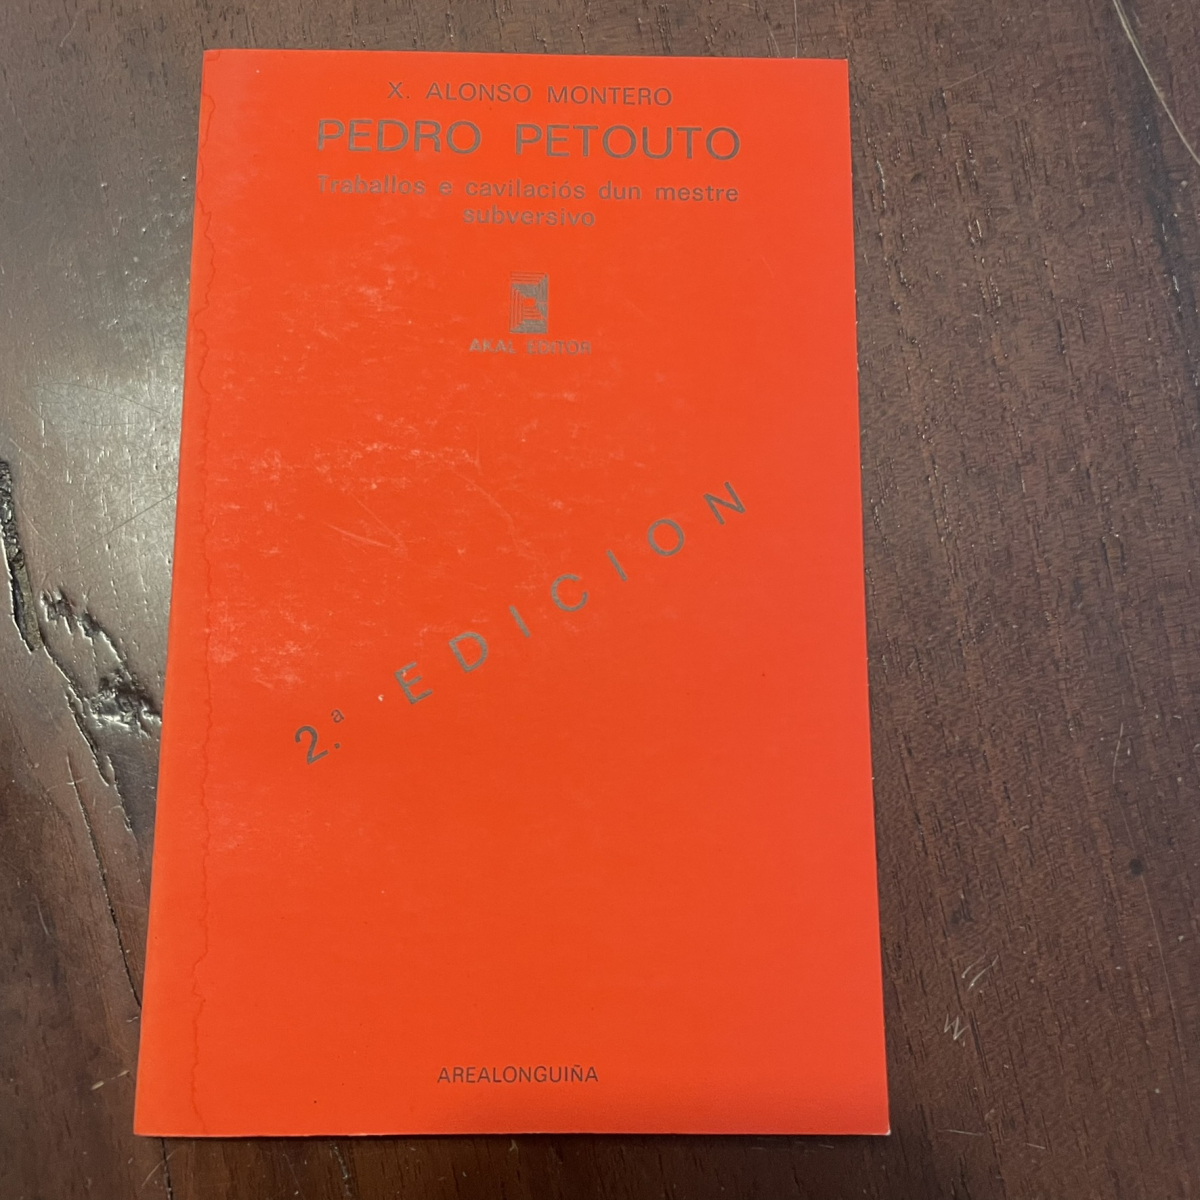 X. ALONSO MONTERO
PEDRO PETOUTO
Traballos e cavilaciós dun mestre
subversivo
AKAL EDITOR
2.ª EDICION
AREALONGUIÑA